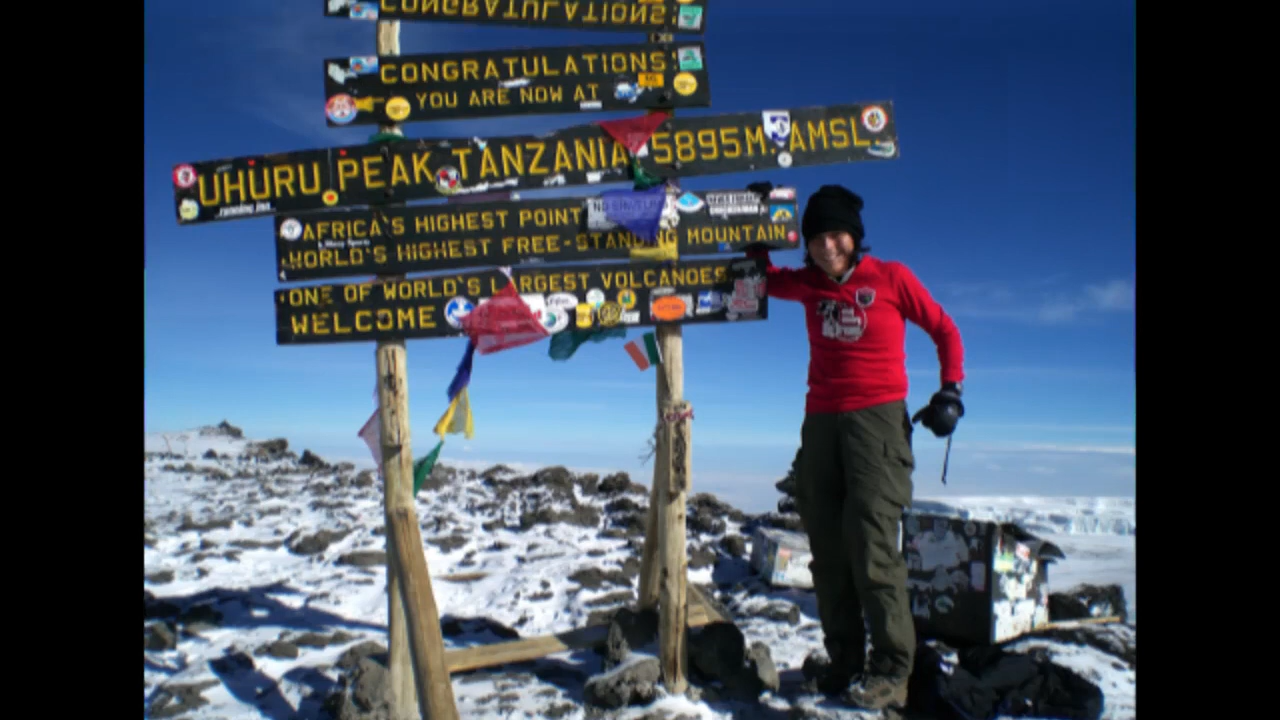 CONGRATULATIONS:
CONGRATULATIONS:
YOU ARE NOW AT
UHURU PEAK, TANZANIA, 5895M. AMSL.
AFRICA'S HIGHEST POINT
WORLD'S HIGHEST FREE-STANDING MOUNTAIN
ONE OF WORLD'S LARGEST VOLCANOES
WELCOME